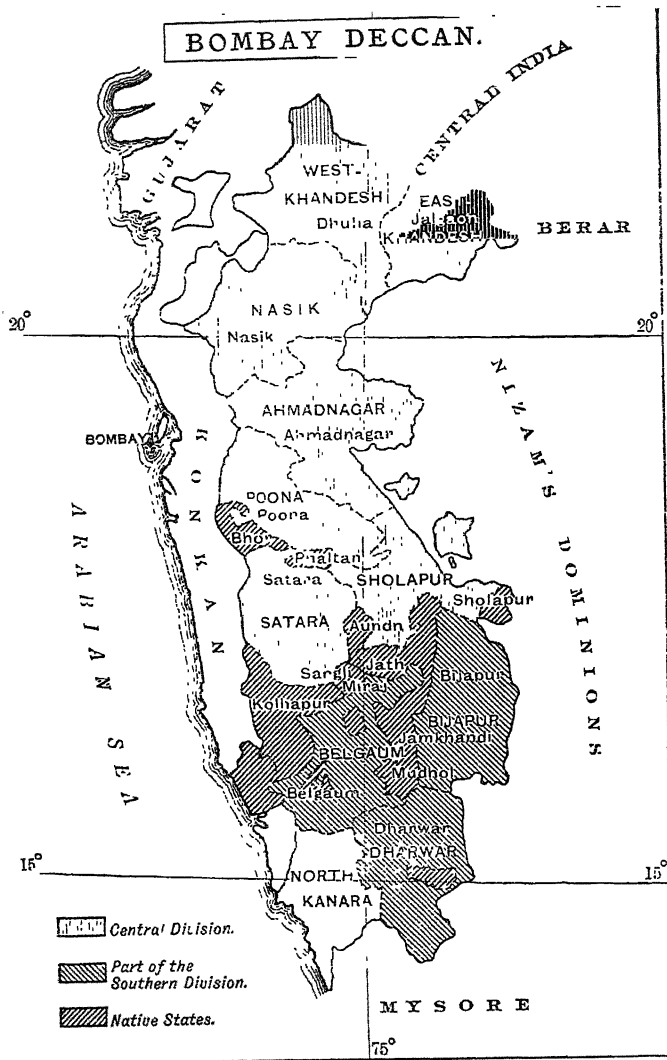 BOMBAY DECCAN.
GUJARAT
CENTRAL INDIA
WEST-
KHANDESH
Dhulia
EAS
Jalgaon
KHANDESH
BERAR
20°
20°
NASIK
Nasik
AHMADNAGAR
Ahmadnagar
BOMBAY
KONKAN
ARABIAN SEA
NIZAM'S DOMINIONS
POONA
Poona
Bhor
Phaltan
Satara
SHOLAPUR
Sholapur
SATARA
Aundh
Sangli
Jath
Miraj
Kolhapur
Bijapur
BIJAPUR
Jamkhandi
BELGAUM
Mudhol
Belgaum
Dharwar
DHARWAR
15°
15°
NORTH
KANARA
Central Division.
Part of the
Southern Division.
Native States.
MYSORE
75°